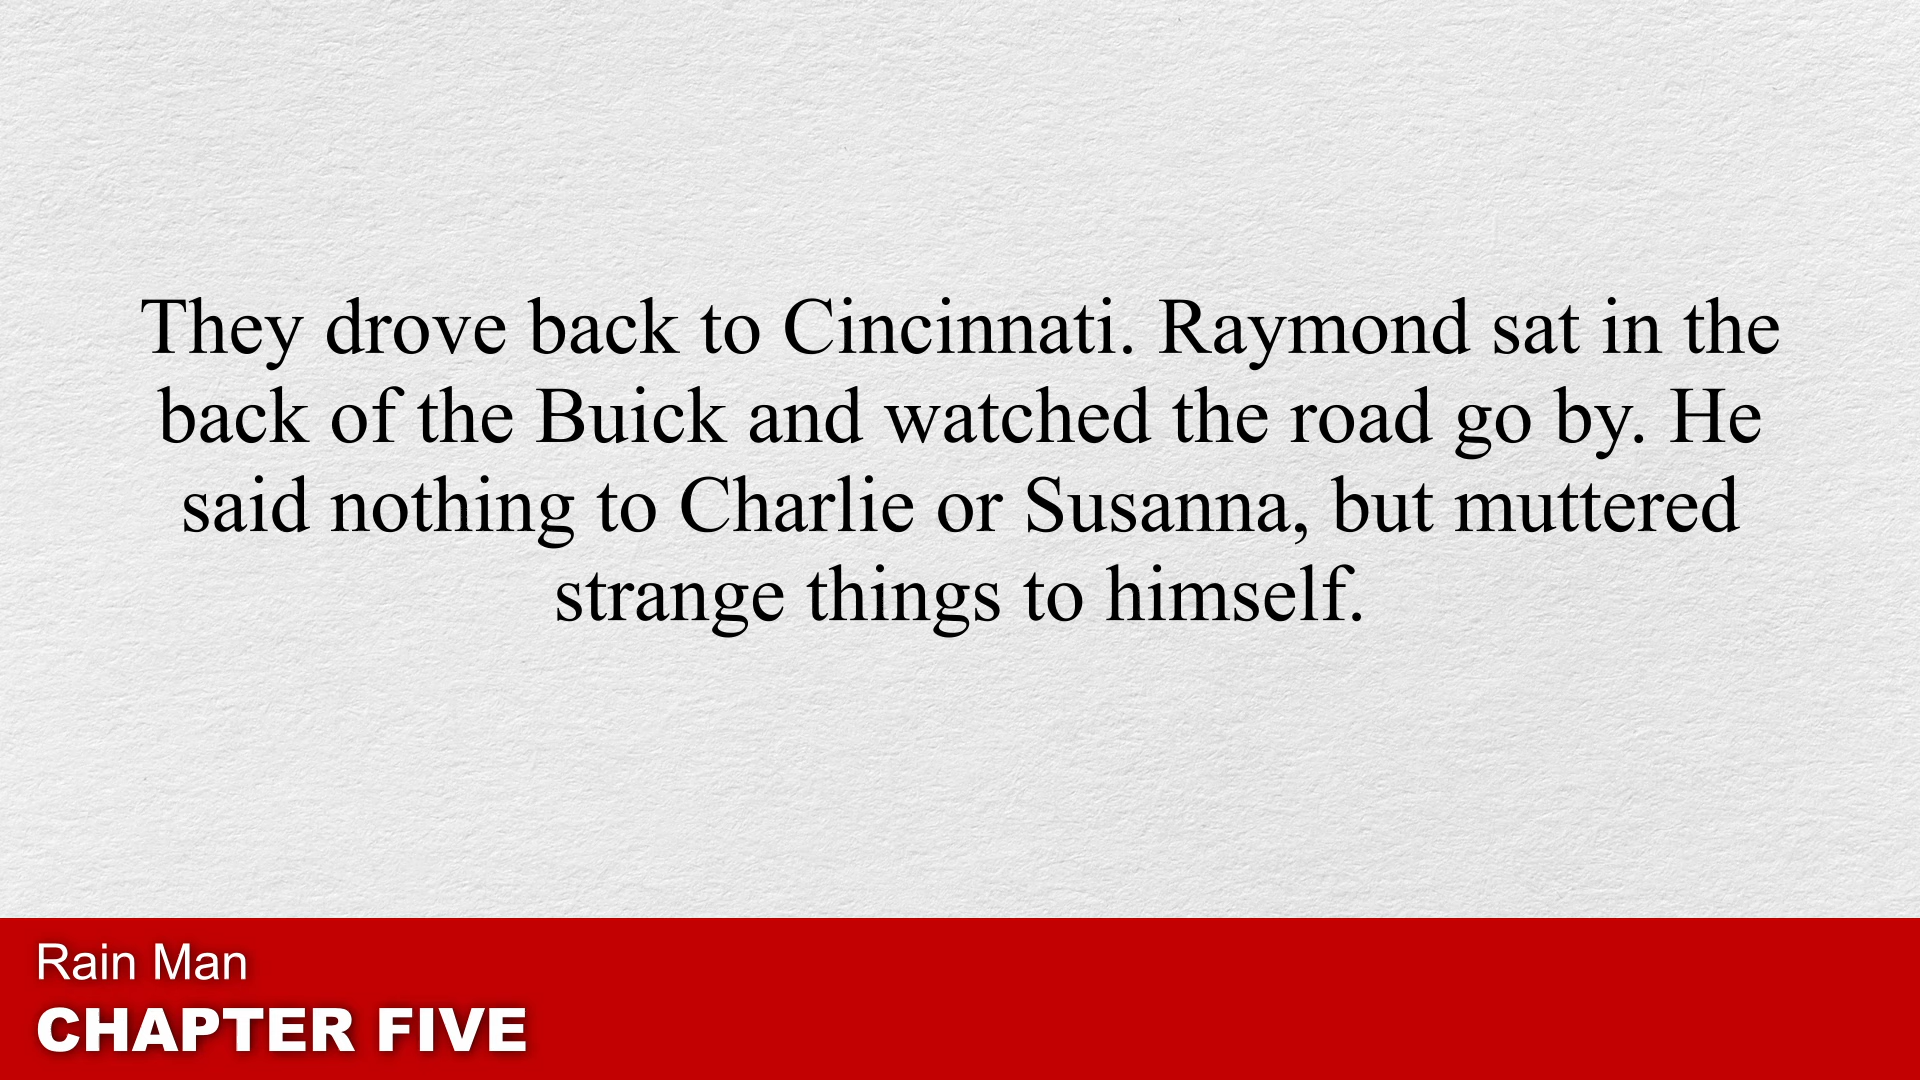 They drove back to Cincinnati. Raymond sat in the
back of the Buick and watched the road go by. He
said nothing to Charlie or Susanna, but muttered
strange things to himself.
Rain Man
CHAPTER FIVE